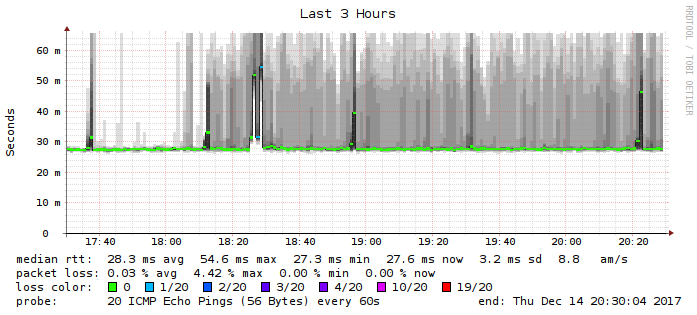 Last 3 Hours
RRDTOOL / TOBI OETIKER
Seconds
60 m
50 m
40 m
30 m
20 m
10 m
0
17:40 18:00 18:20 18:40 19:00 19:20 19:40 20:00 20:20
median rtt: 28.3 ms avg 54.6 ms max 27.3 ms min 27.6 ms now 3.2 ms sd 8.8 am/s
packet loss: 0.03 % avg 4.42 % max 0.00 % min 0.00 % now
loss color: 0 1/20 2/20 3/20 4/20 10/20 19/20
probe: 20 ICMP Echo Pings (56 Bytes) every 60s end: Thu Dec 14 20:30:04 2017